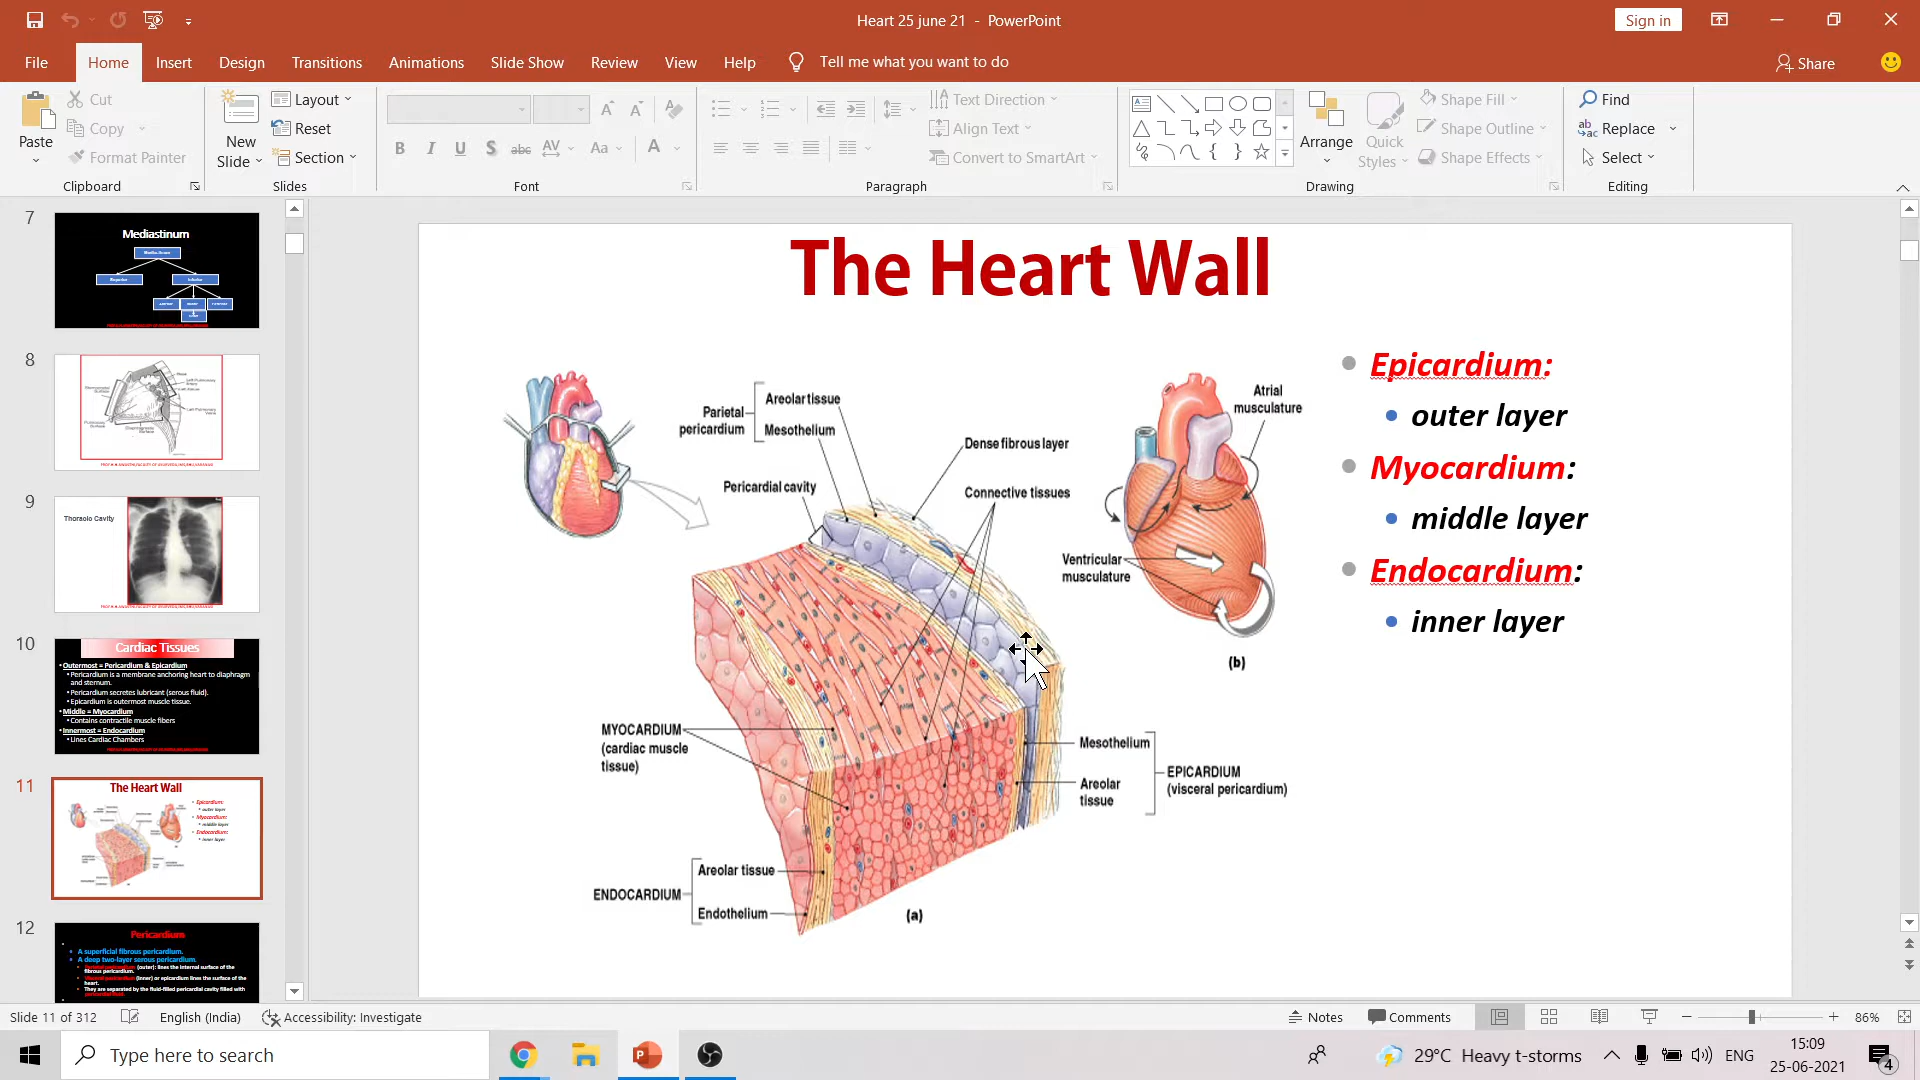 Heart 25 june 21 - PowerPoint
Sign in
File Home Insert Design Transitions Animations Slide Show Review View Help Tell me what you want to do
Share
Paste
Cut
Copy
Format Painter
Clipboard
New Slide
Layout
Reset
Section
Slides
Font
Text Direction
Align Text
Convert to SmartArt
Paragraph
Arrange
Quick Styles
Shape Fill
Shape Outline
Shape Effects
Drawing
Find
Replace
Select
Editing
7
Mediastinum
8
9
Thoracic Cavity
10
Cardiac Tissues
Outermost = Pericardium & Epicardium
Pericardium is a membrane anchoring heart to diaphragm
and sternum.
Pericardium secretes lubricant (serous fluid).
Epicardium is outermost muscle tissue.
Middle = Myocardium
Contains contractile muscle fibers
Innermost = Endocardium
Lines Cardiac Chambers
11
The Heart Wall
Epicardium:
outer layer
Myocardium:
middle layer
Endocardium:
inner layer
12
Pericardium
A superficial fibrous pericardium.
A deep two-layer serous pericardium.
(outer): lines the internal surface of the
fibrous pericardium.
(inner) or epicardium lines the surface of the
heart.
They are separated by the fluid-filled pericardial cavity filled with
The Heart Wall
Parietal
pericardium
Areolar tissue
Mesothelium
Pericardial cavity
Dense fibrous layer
Connective tissues
Atrial
musculature
Ventricular
musculature
(b)
MYOCARDIUM
(cardiac muscle
tissue)
Mesothelium
Areolar
tissue
EPICARDIUM
(visceral pericardium)
ENDOCARDIUM
Areolar tissue
Endothelium
(a)
Epicardium:
outer layer
Myocardium:
middle layer
Endocardium:
inner layer
Slide 11 of 312
English (India)
Accessibility: Investigate
Notes
Comments
86%
Type here to search
29°C Heavy t-storms
ENG
15:09
25-06-2021
4